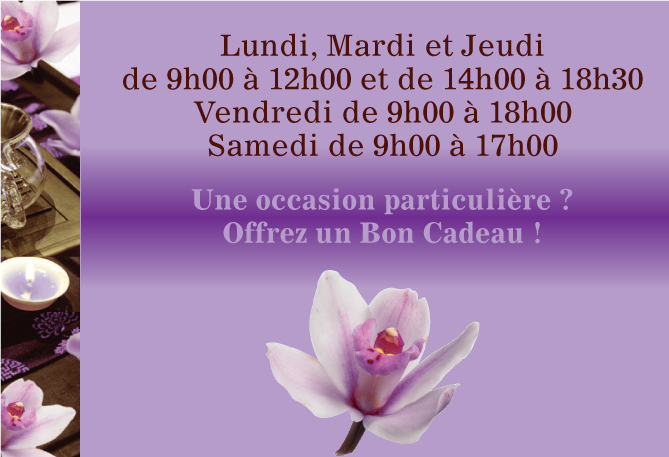 Lundi, Mardi et Jeudi
de 9h00 à 12h00 et de 14h00 à 18h30
Vendredi de 9h00 à 18h00
Samedi de 9h00 à 17h00
Une occasion particulière ?
Offrez un Bon Cadeau !